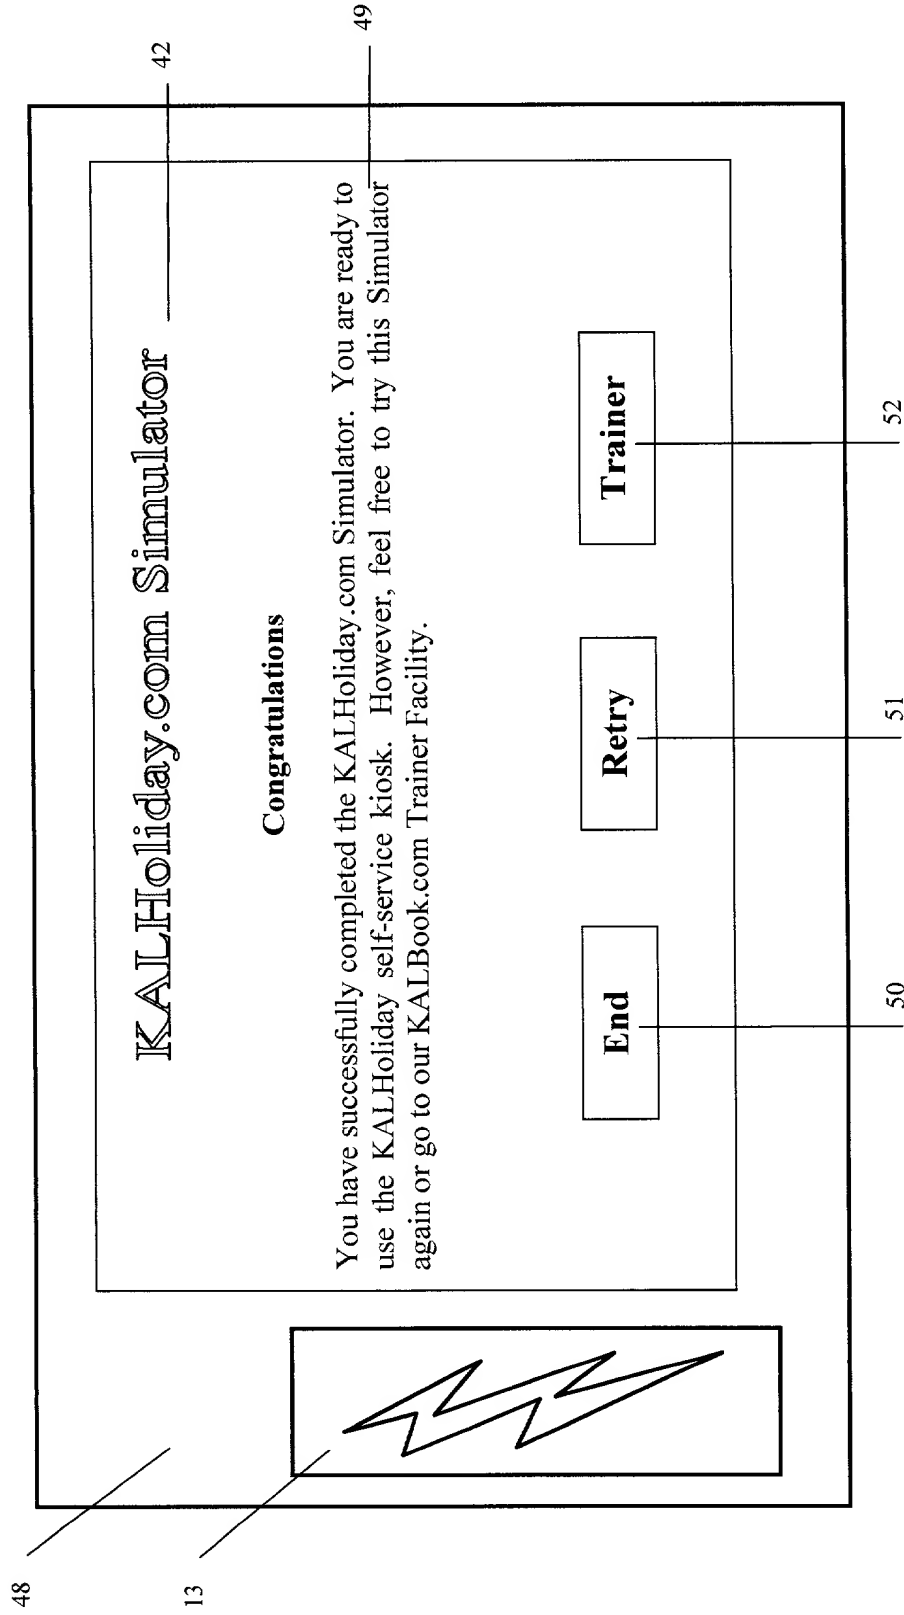 42
KALHoliday.com Simulator
49
Congratulations
You have successfully completed the KALHoliday.com Simulator. You are ready to
use the KALHoliday self-service kiosk. However, feel free to try this Simulator
again or go to our KALBook.com Trainer Facility.
End
Retry
Trainer
48
13
50
51
52